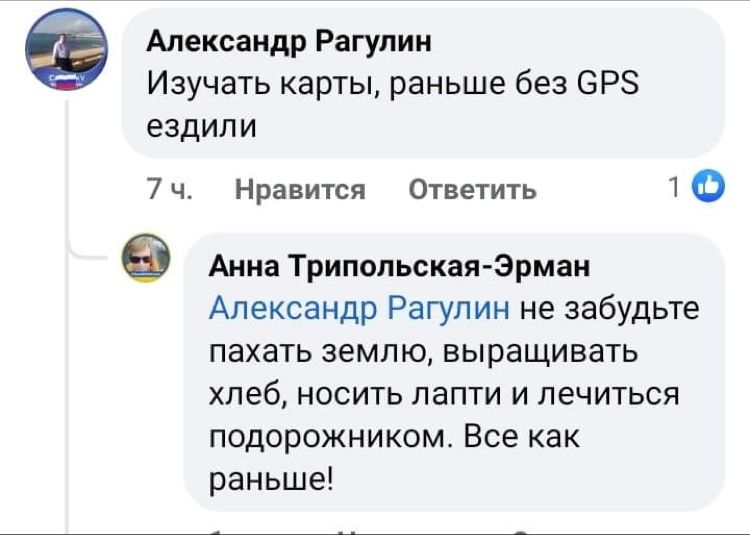 Александр Рагулин
Изучать карты, раньше без GPS
ездили
7 ч. Нравится Ответить 1
Анна Трипольская-Эрман
Александр Рагулин не забудьте
пахать землю, выращивать
хлеб, носить лапти и лечиться
подорожником. Все как
раньше!